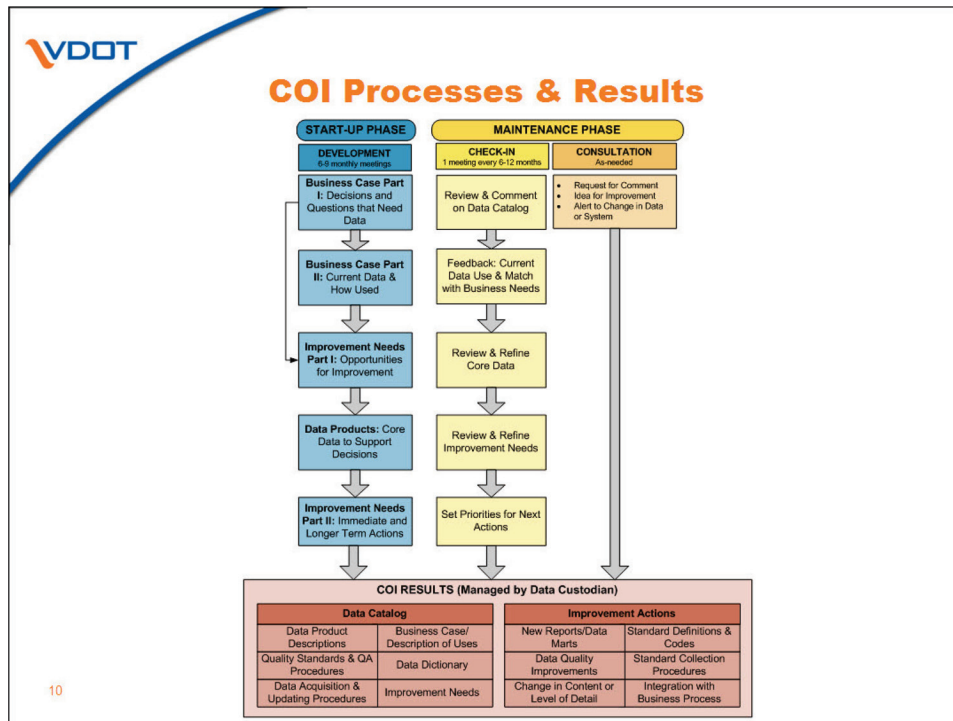 VDOT
COI Processes & Results
START-UP PHASE
DEVELOPMENT
6-9 monthly meetings
Business Case Part
I: Decisions and
Questions that Need
Data
Business Case Part
II: Current Data &
How Used
Improvement Needs
Part I: Opportunities
for Improvement
Data Products: Core
Data to Support
Decisions
Improvement Needs
Part II: Immediate and
Longer Term Actions
MAINTENANCE PHASE
CHECK-IN
1 meeting every 6-12 months
Review & Comment
on Data Catalog
Feedback: Current
Data Use & Match
with Business Needs
Review & Refine
Core Data
Review & Refine
Improvement Needs
Set Priorities for Next
Actions
CONSULTATION
As-needed
• Request for Comment
• Idea for Improvement
• Alert to Change in Data
or System
COI RESULTS (Managed by Data Custodian)
Data Catalog
Data Product
Descriptions
Business Case/
Description of Uses
Quality Standards & QA
Procedures
Data Dictionary
Data Acquisition &
Updating Procedures
Improvement Needs
Improvement Actions
New Reports/Data
Marts
Standard Definitions &
Codes
Data Quality
Improvements
Standard Collection
Procedures
Change in Content or
Level of Detail
Integration with
Business Process
10